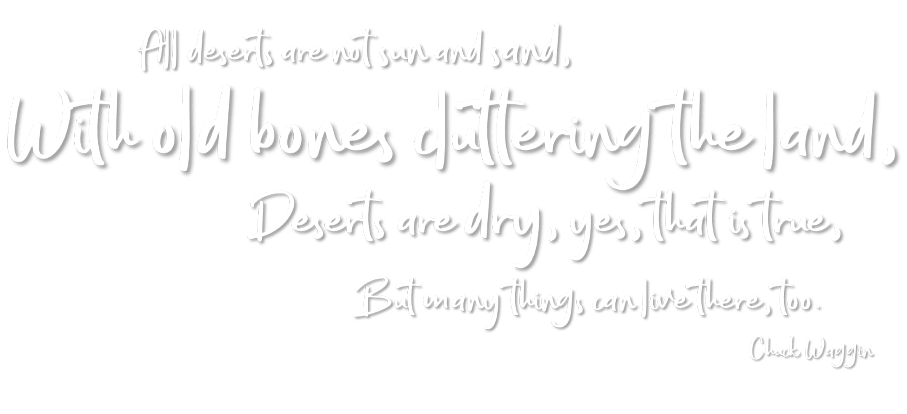 All deserts are not sun and sand,
With old bones cluttering the land,
Deserts are dry, yes, that is true,
But many things can live there, too.
Chuck Waggin